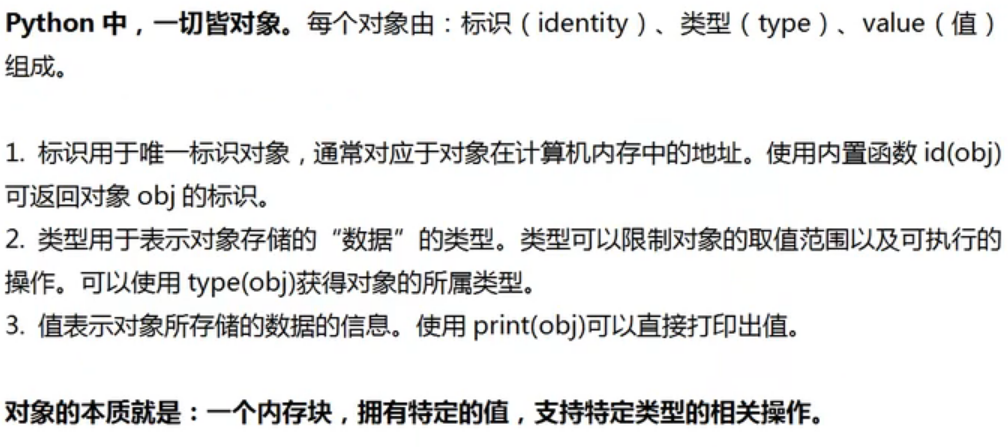 Python 中，一切皆对象。每个对象由：标识（identity）、类型（type）、value（值）
组成。
1. 标识用于唯一标识对象，通常对应于对象在计算机内存中的地址。使用内置函数 id(obj)
可返回对象 obj 的标识。
2. 类型用于表示对象存储的“数据”的类型。类型可以限制对象的取值范围以及可执行的
操作。可以使用 type(obj)获得对象的所属类型。
3. 值表示对象所存储的数据的信息。使用 print(obj)可以直接打印出值。
对象的本质就是：一个内存块，拥有特定的值，支持特定类型的相关操作。